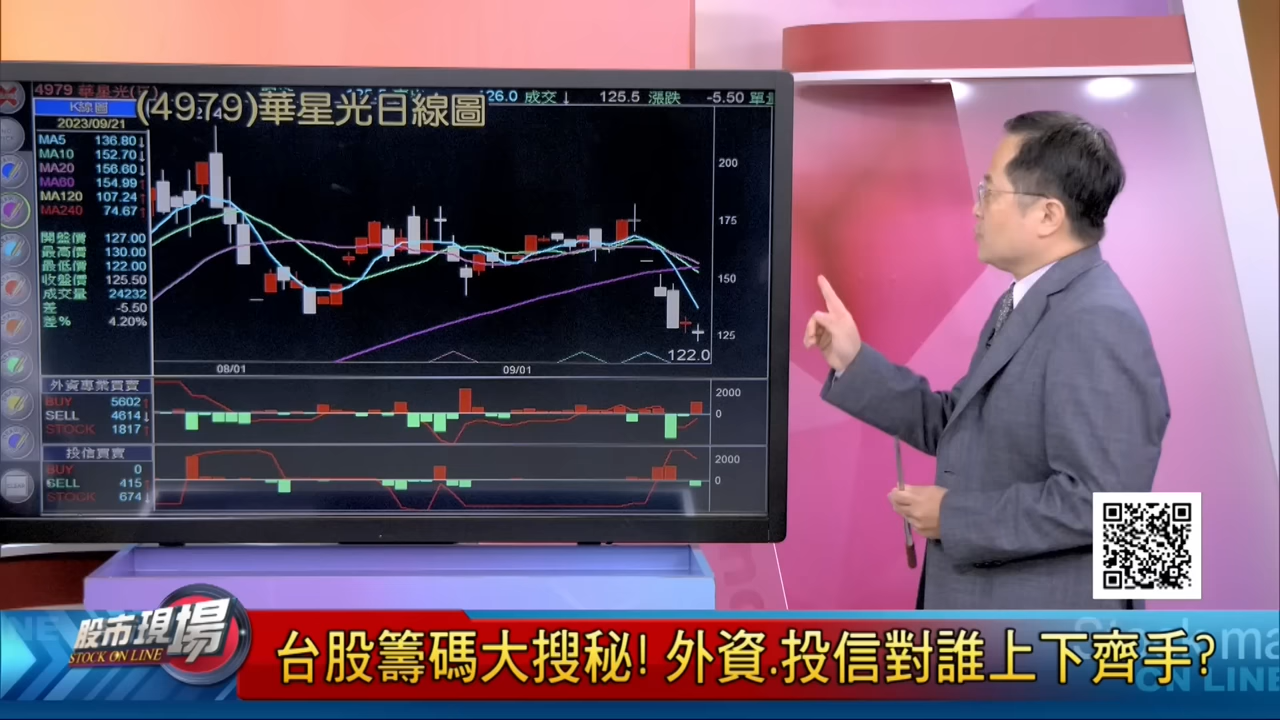 4979 華星光
(4979)華星光日線圖
126.0 成交↓ 125.5 漲跌 -5.50 單量
K線圖
2023/09/21
MA5 136.80↓
MA10 152.70↓
MA20 156.60↓
MA60 154.99↑
MA120 107.24↑
MA240 74.67↑
開盤價 127.00
最高價 130.00
最低價 122.00
收盤價 125.50
成交量 24232
差 -5.50
差% 4.20%
200
175
150
125
122.0
08/01
09/01
外資專業買賣
BUY 5602↑
SELL 4614↓
STOCK 1817↑
2000
0
投信買賣
BUY 0
SELL 415↑
STOCK 674↓
2000
0
股市現場
STOCK ON LINE
台股籌碼大搜秘! 外資.投信對誰上下齊手?
ON LINE